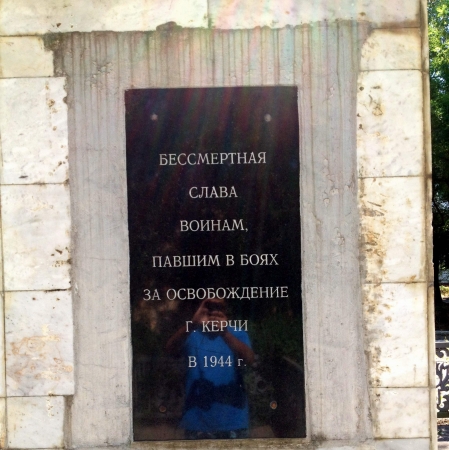 БЕССМЕРТНАЯ
СЛАВА
ВОИНАМ,
ПАВШИМ В БОЯХ
ЗА ОСВОБОЖДЕНИЕ
Г. КЕРЧИ
В 1944 г.